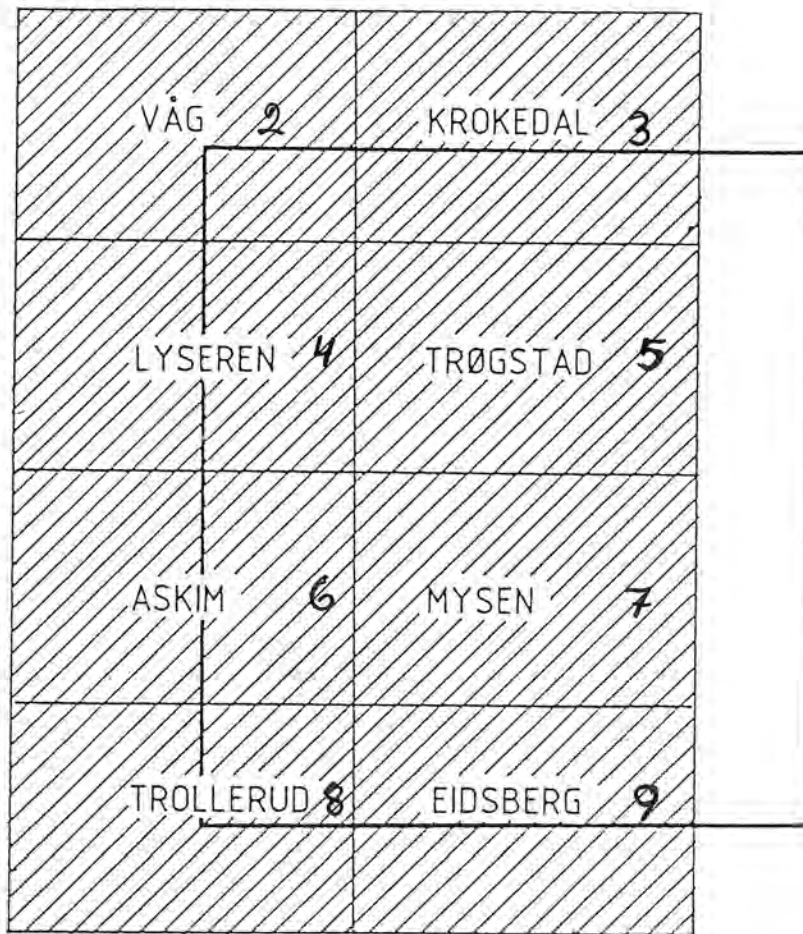 VÅG 2 KROKEDAL 3
LYSEREN 4 TRØGSTAD 5
ASKIM 6 MYSEN 7
TROLLERUD 8 EIDSBERG 9